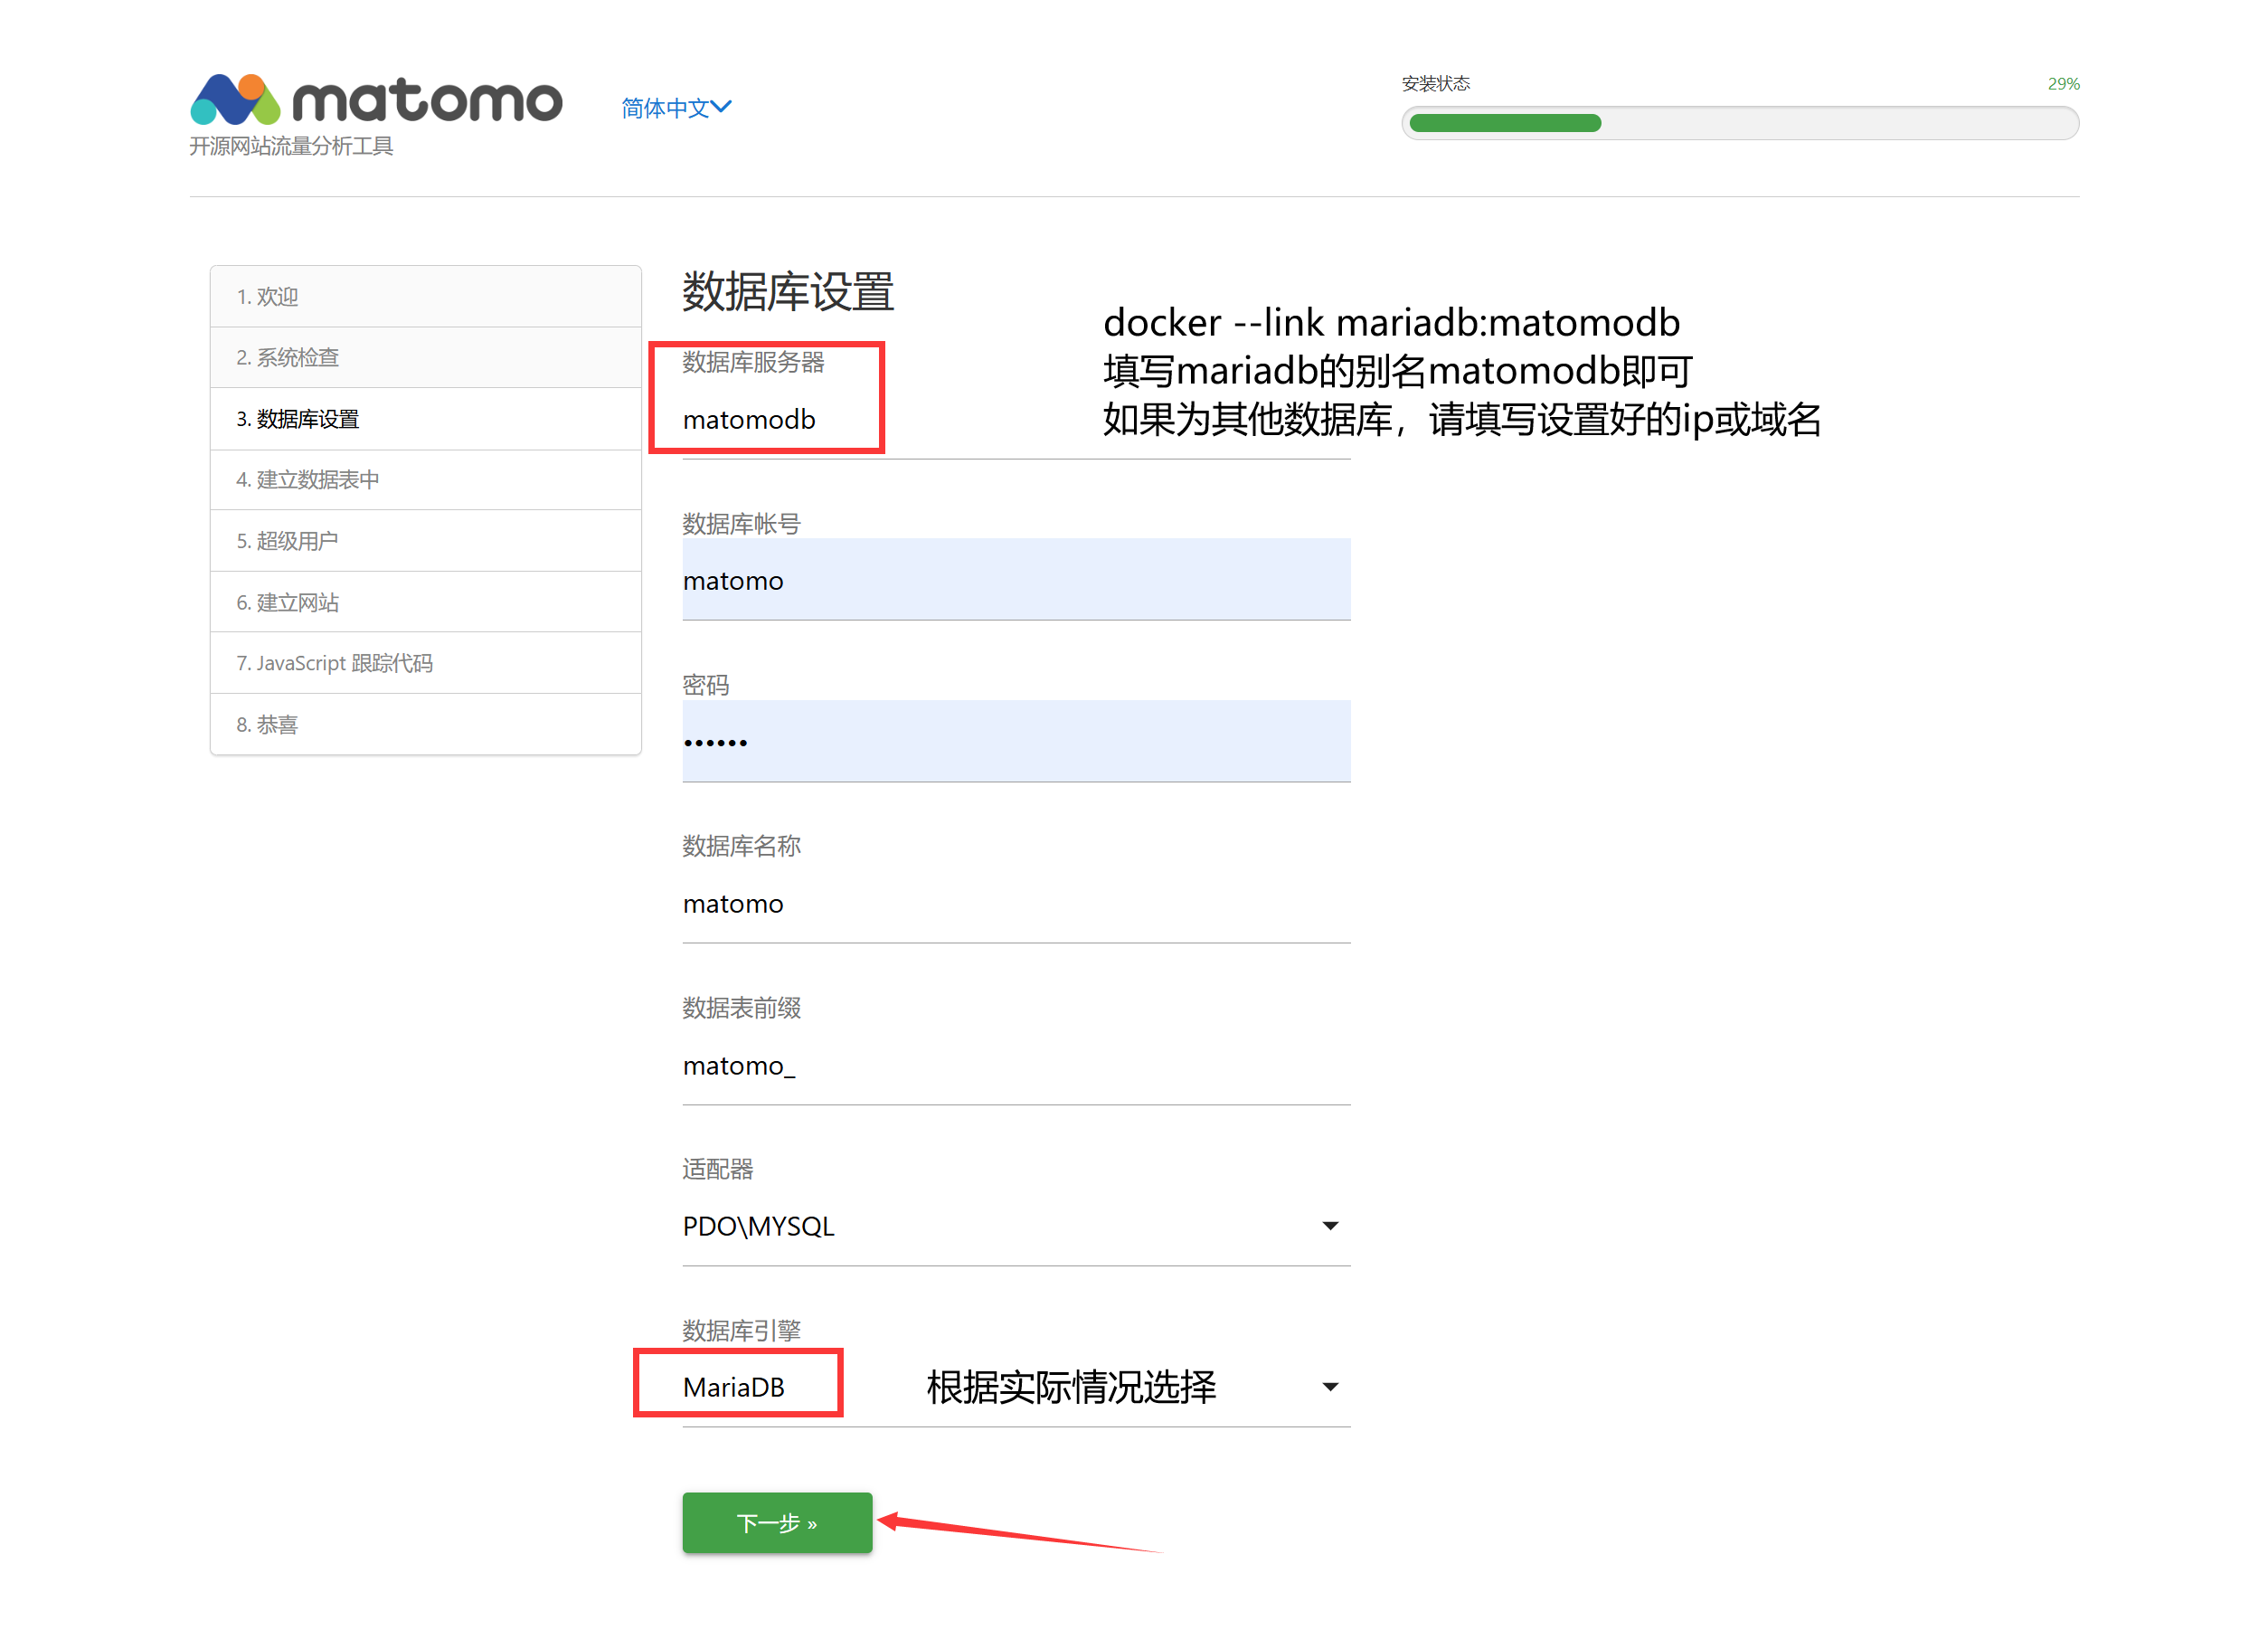 matomo
简体中文
开源网站流量分析工具
安装状态
29%
1. 欢迎
2. 系统检查
3. 数据库设置
4. 建立数据表中
5. 超级用户
6. 建立网站
7. JavaScript 跟踪代码
8. 恭喜
数据库设置
docker --link mariadb:matomodb
填写mariadb的别名matomodb即可
如果为其他数据库，请填写设置好的ip或域名
数据库服务器
matomodb
数据库帐号
matomo
密码
••••••
数据库名称
matomo
数据表前缀
matomo_
适配器
PDO\MYSQL
数据库引擎
MariaDB
根据实际情况选择
下一步 »